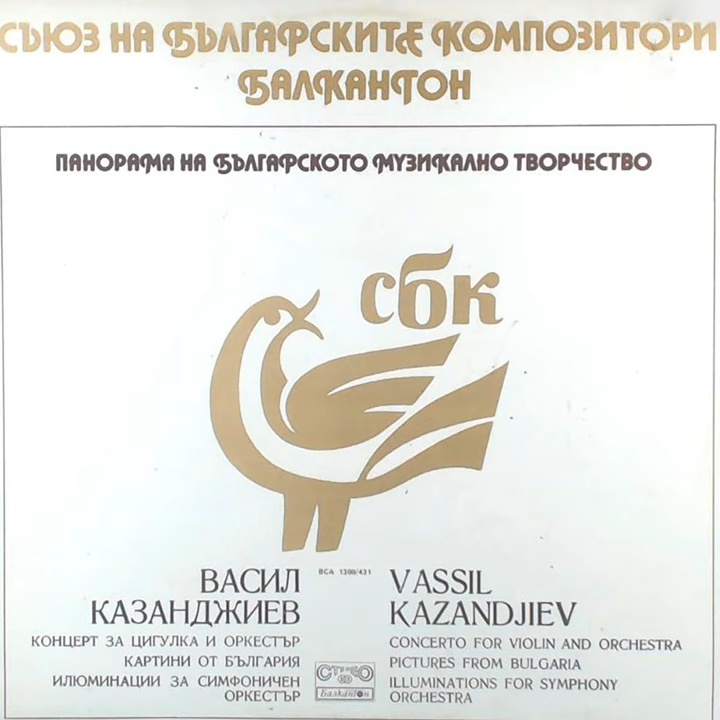 СЪЮЗ НА БЪЛГАРСКИТЕ КОМПОЗИТОРИ
БАЛКАНТОН
ПАНОРАМА НА БЪЛГАРСКОТО МУЗИКАЛНО ТВОРЧЕСТВО
сбк
ВСА 1300/431
ВАСИЛ
КАЗАНДЖИЕВ
КОНЦЕРТ ЗА ЦИГУЛКА И ОРКЕСТЪР
КАРТИНИ ОТ БЪЛГАРИЯ
ИЛЮМИНАЦИИ ЗА СИМФОНИЧЕН
ОРКЕСТЪР
СТЕРЕО
Балкантон
VASSIL
KAZANDJIEV
CONCERTO FOR VIOLIN AND ORCHESTRA
PICTURES FROM BULGARIA
ILLUMINATIONS FOR SYMPHONY
ORCHESTRA